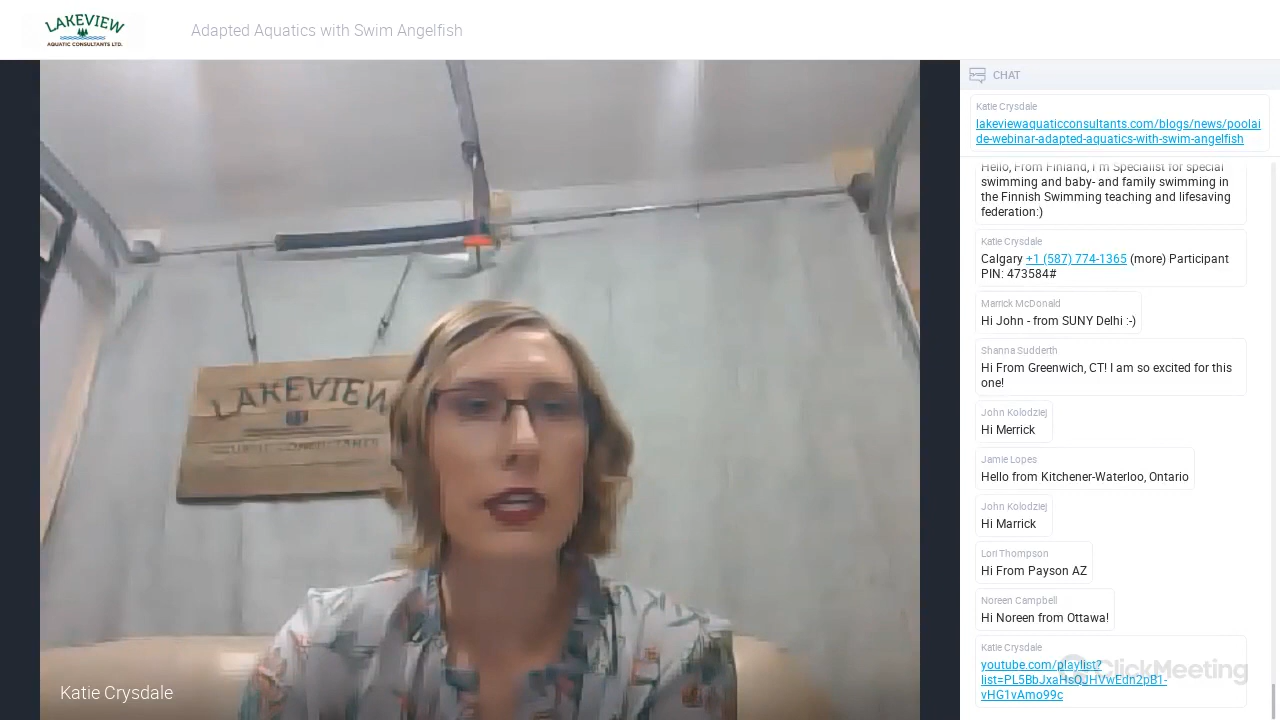 LAKEVIEW
AQUATIC CONSULTANTS LTD.
Adapted Aquatics with Swim Angelfish
LAKEVIEW
Katie Crysdale
CHAT
Katie Crysdale
lakeviewaquaticconsultants.com/blogs/news/poolai
de-webinar-adapted-aquatics-with-swim-angelfish
Hello, From Finland, I'm Specialist for special
swimming and baby- and family swimming in
the Finnish Swimming teaching and lifesaving
federation:)
Katie Crysdale
Calgary +1 (587) 774-1365 (more) Participant
PIN: 473584#
Marrick McDonald
Hi John - from SUNY Delhi :-)
Shanna Sudderth
Hi From Greenwich, CT! I am so excited for this
one!
John Kolodziej
Hi Merrick
Jamie Lopes
Hello from Kitchener-Waterloo, Ontario
John Kolodziej
Hi Marrick
Lori Thompson
Hi From Payson AZ
Noreen Campbell
Hi Noreen from Ottawa!
Katie Crysdale
youtube.com/playlist?
list=PL5BbJxaHsQJHVwEdn2pB1-
vHG1vAmo99c
ClickMeeting